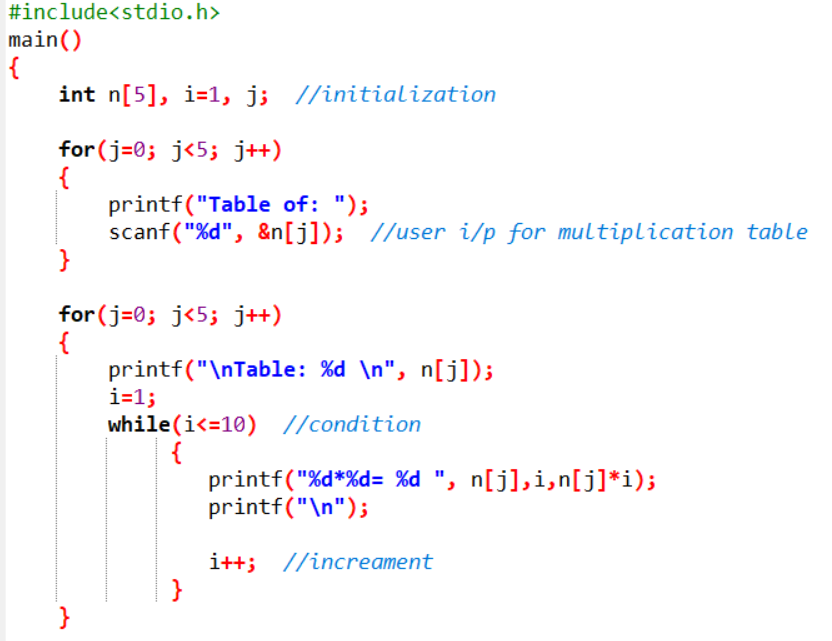 #include<stdio.h>
main()
{
int n[5], i=1, j;  //initialization
for(j=0; j<5; j++)
{
printf("Table of: ");
scanf("%d", &n[j]);  //user i/p for multiplication table
}
for(j=0; j<5; j++)
{
printf("\nTable: %d \n", n[j]);
i=1;
while(i<=10)  //condition
{
printf("%d*%d= %d ", n[j],i,n[j]*i);
printf("\n");
i++;  //increament
}
}